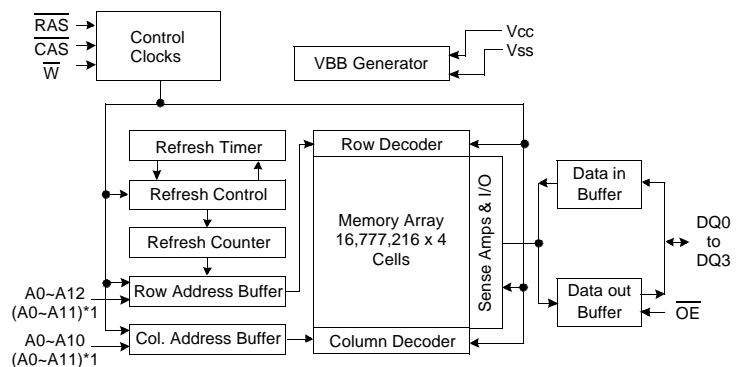 RAS
CAS
W
Control
Clocks
VBB Generator
Vcc
Vss
Refresh Timer
Refresh Control
Refresh Counter
Row Address Buffer
Col. Address Buffer
A0~A12
(A0~A11)*1
A0~A10
(A0~A11)*1
Row Decoder
Memory Array
16,777,216 x 4
Cells
Column Decoder
Sense Amps & I/O
Data in
Buffer
Data out
Buffer
DQ0
to
DQ3
OE